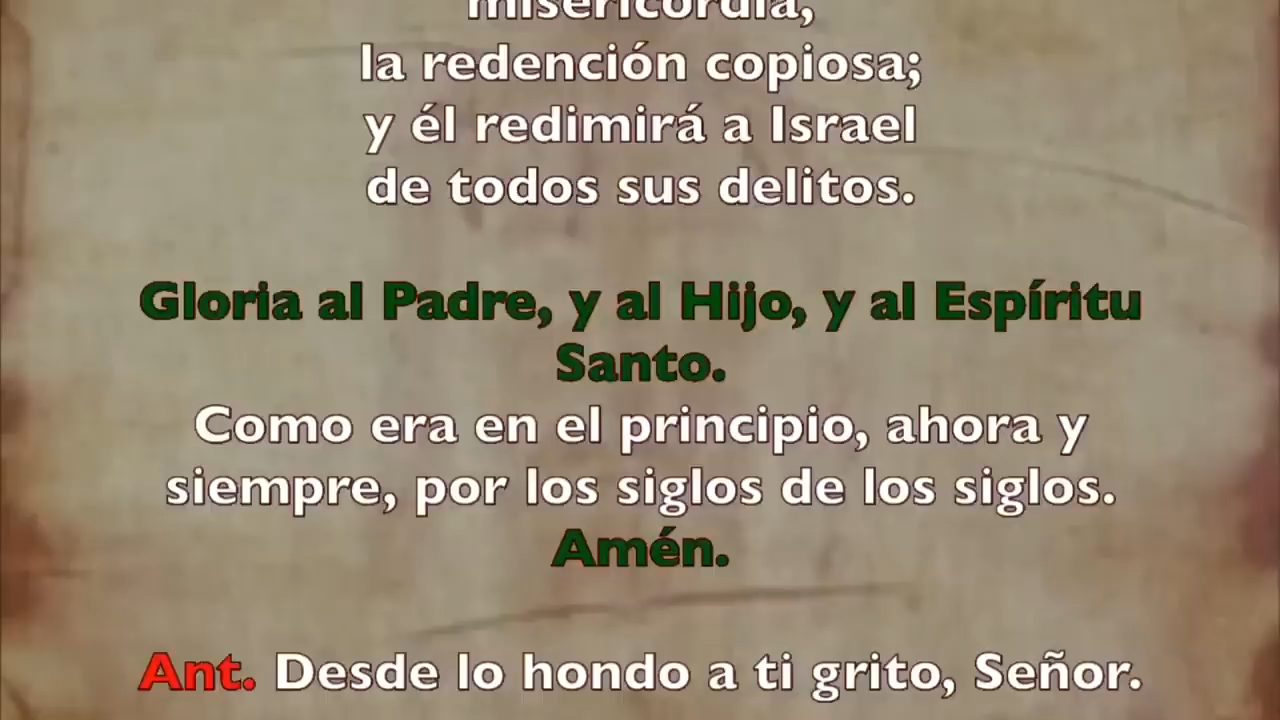 misericordia,
la redención copiosa;
y él redimirá a Israel
de todos sus delitos.
Gloria al Padre, y al Hijo, y al Espíritu
Santo.
Como era en el principio, ahora y
siempre, por los siglos de los siglos.
Amén.
Ant. Desde lo hondo a ti grito, Señor.